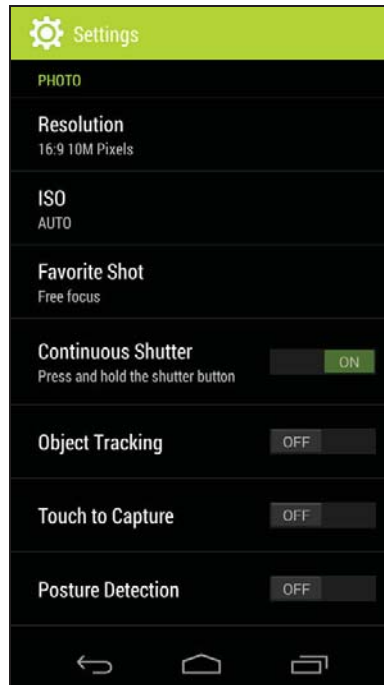 Settings
PHOTO
Resolution
16:9 10M Pixels
ISO
AUTO
Favorite Shot
Free focus
Continuous Shutter
Press and hold the shutter button
ON
Object Tracking
OFF
Touch to Capture
OFF
Posture Detection
OFF